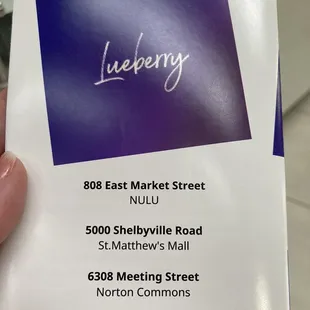 Lueberry
808 East Market Street
NULU
5000 Shelbyville Road
St.Matthew's Mall
6308 Meeting Street
Norton Commons